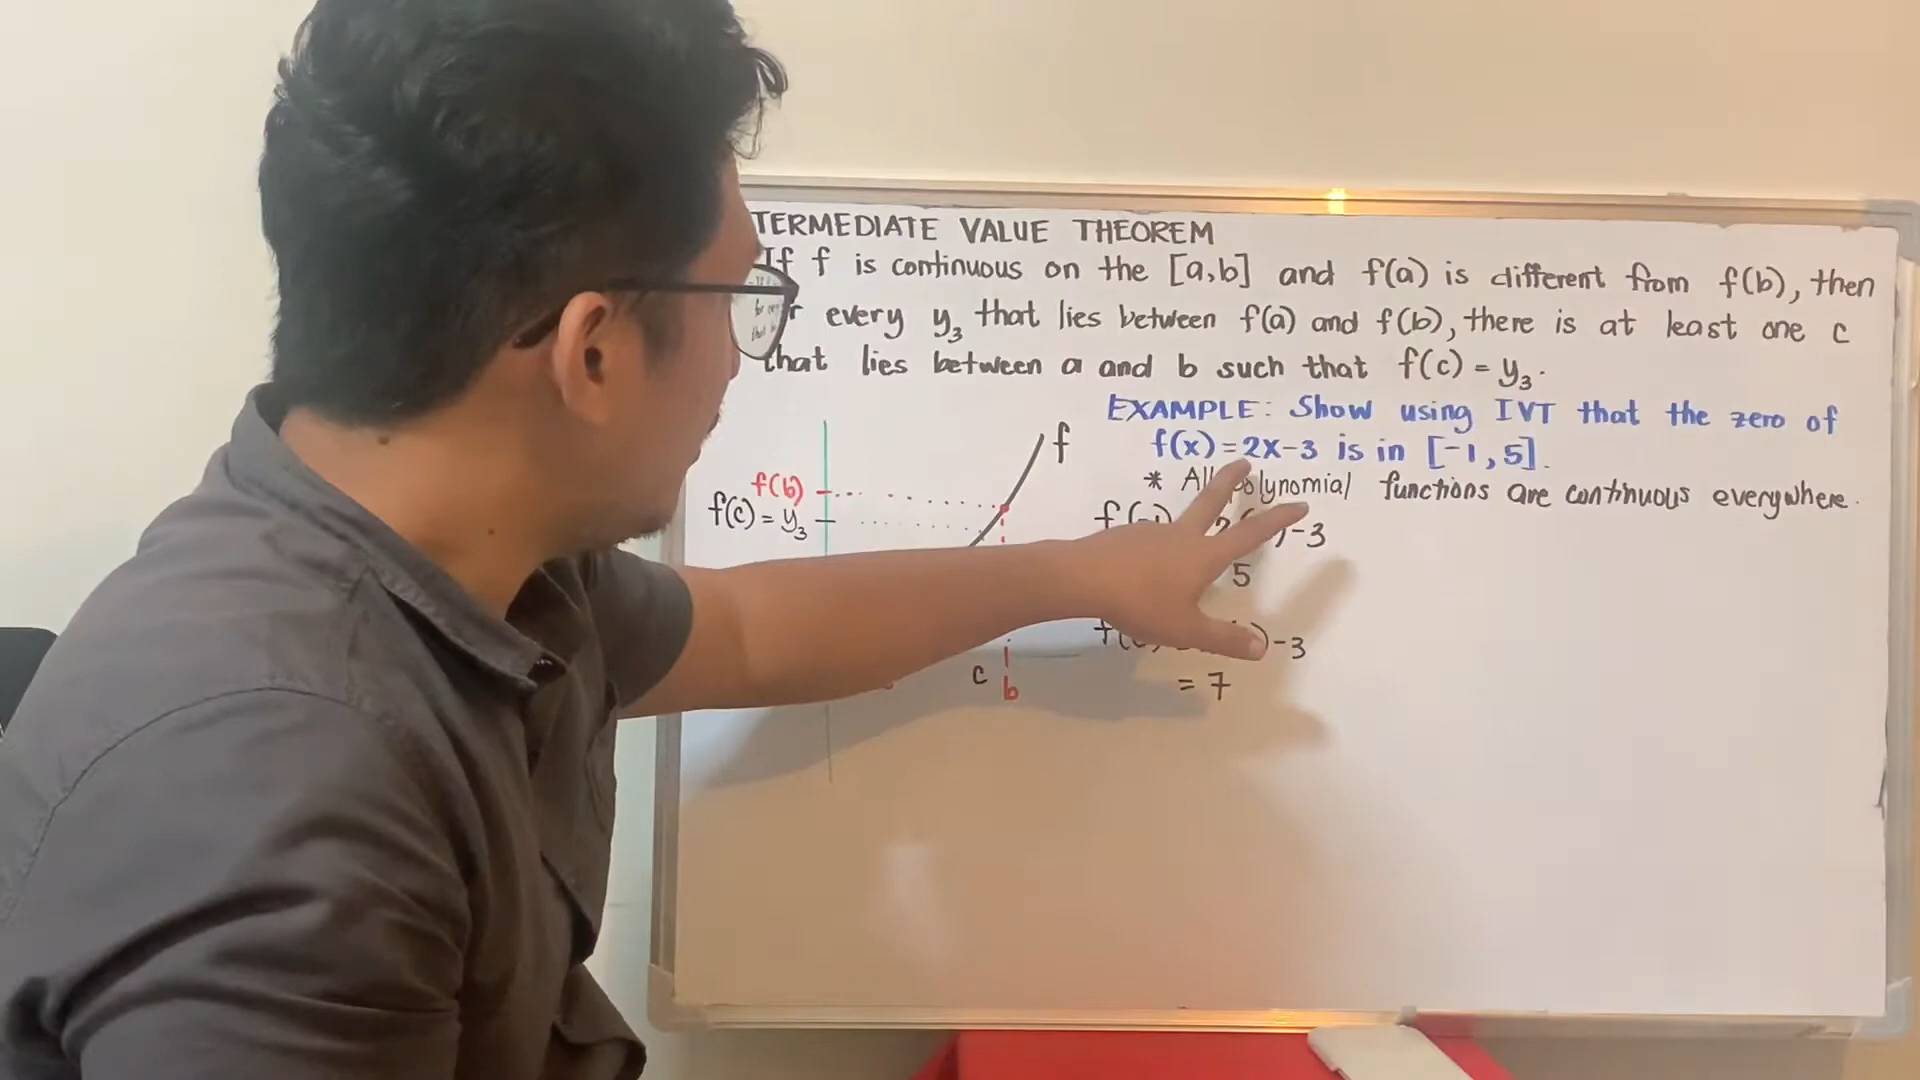 TERMEDIATE VALUE THEOREM
If f is continuous on the [a,b] and f(a) is different from f(b), then
r every y₃ that lies between f(a) and f(b), there is at least one c
that lies between a and b such that f(c) = y₃.
EXAMPLE: Show using IVT that the zero of
f(x)=2x-3 is in [-1,5].
* All polynomial functions are continuous everywhere.
f
f(b)
f(c) = y₃
c
b
f(-1) 2 )-3
5
)-3
= 7